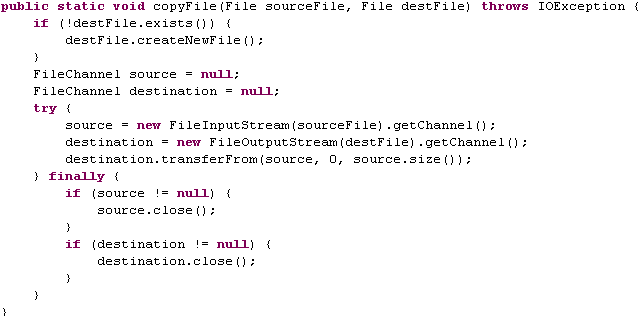 public static void copyFile(File sourceFile, File destFile) throws IOException {
    if (!destFile.exists()) {
        destFile.createNewFile();
    }
    FileChannel source = null;
    FileChannel destination = null;
    try {
        source = new FileInputStream(sourceFile).getChannel();
        destination = new FileOutputStream(destFile).getChannel();
        destination.transferFrom(source, 0, source.size());
    } finally {
        if (source != null) {
            source.close();
        }
        if (destination != null) {
            destination.close();
        }
    }
}